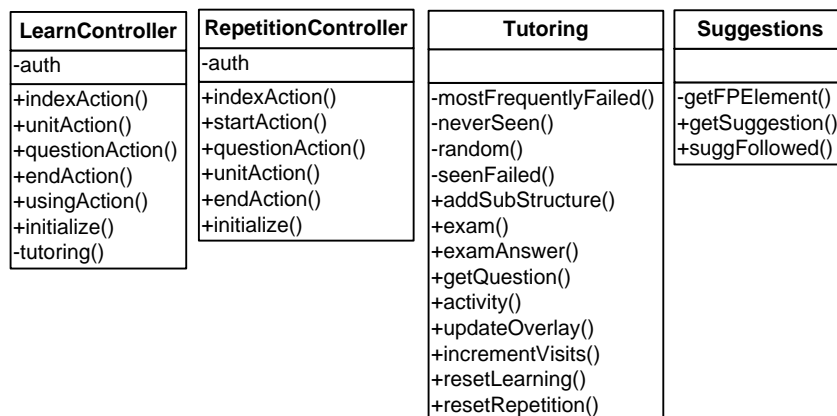 LearnController
-auth
+indexAction()
+unitAction()
+questionAction()
+endAction()
+usingAction()
+initialize()
-tutoring()
RepetitionController
-auth
+indexAction()
+startAction()
+questionAction()
+unitAction()
+endAction()
+initialize()
Tutoring
-mostFrequentlyFailed()
-neverSeen()
-random()
-seenFailed()
+addSubStructure()
+exam()
+examAnswer()
+getQuestion()
+activity()
+updateOverlay()
+incrementVisits()
+resetLearning()
+resetRepetition()
Suggestions
-getFPElement()
+getSuggestion()
+suggFollowed()